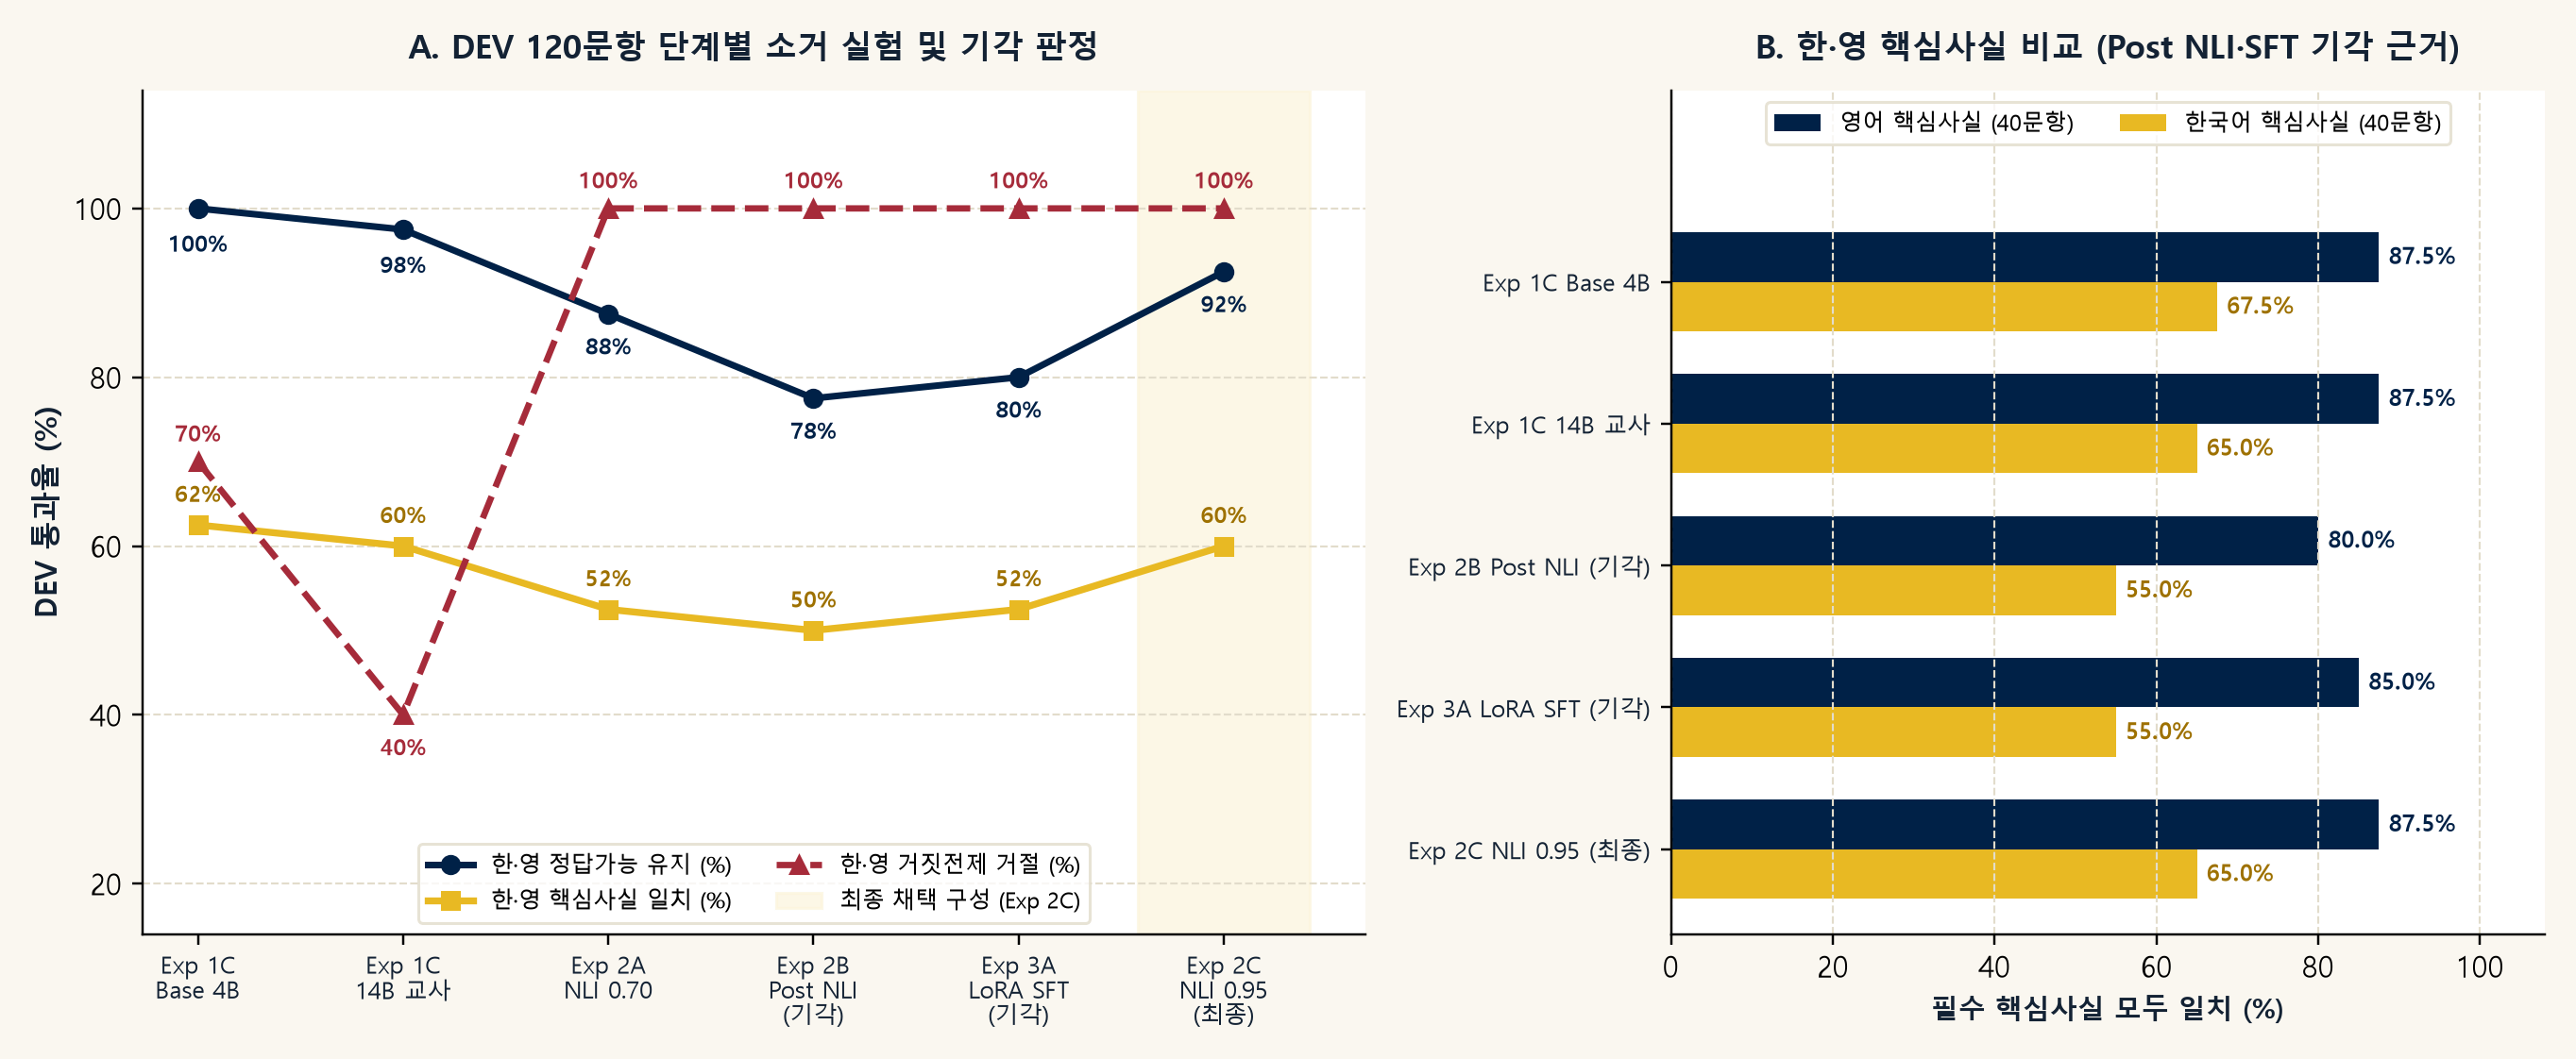 A. DEV 120문항 단계별 소거 실험 및 기각 판정
DEV 통과율 (%)
100
80
60
40
20
100%
98%
88%
78%
80%
92%
70%
40%
100%
100%
100%
100%
62%
60%
52%
50%
52%
60%
한·영 정답가능 유지 (%)
한·영 핵심사실 일치 (%)
한·영 거짓전제 거절 (%)
최종 채택 구성 (Exp 2C)
Exp 1C
Base 4B
Exp 1C
14B 교사
Exp 2A
NLI 0.70
Exp 2B
Post NLI
(기각)
Exp 3A
LoRA SFT
(기각)
Exp 2C
NLI 0.95
(최종)
B. 한·영 핵심사실 비교 (Post NLI·SFT 기각 근거)
영어 핵심사실 (40문항)
한국어 핵심사실 (40문항)
Exp 1C Base 4B
87.5%
67.5%
Exp 1C 14B 교사
87.5%
65.0%
Exp 2B Post NLI (기각)
80.0%
55.0%
Exp 3A LoRA SFT (기각)
85.0%
55.0%
Exp 2C NLI 0.95 (최종)
87.5%
65.0%
0
20
40
60
80
100
필수 핵심사실 모두 일치 (%)